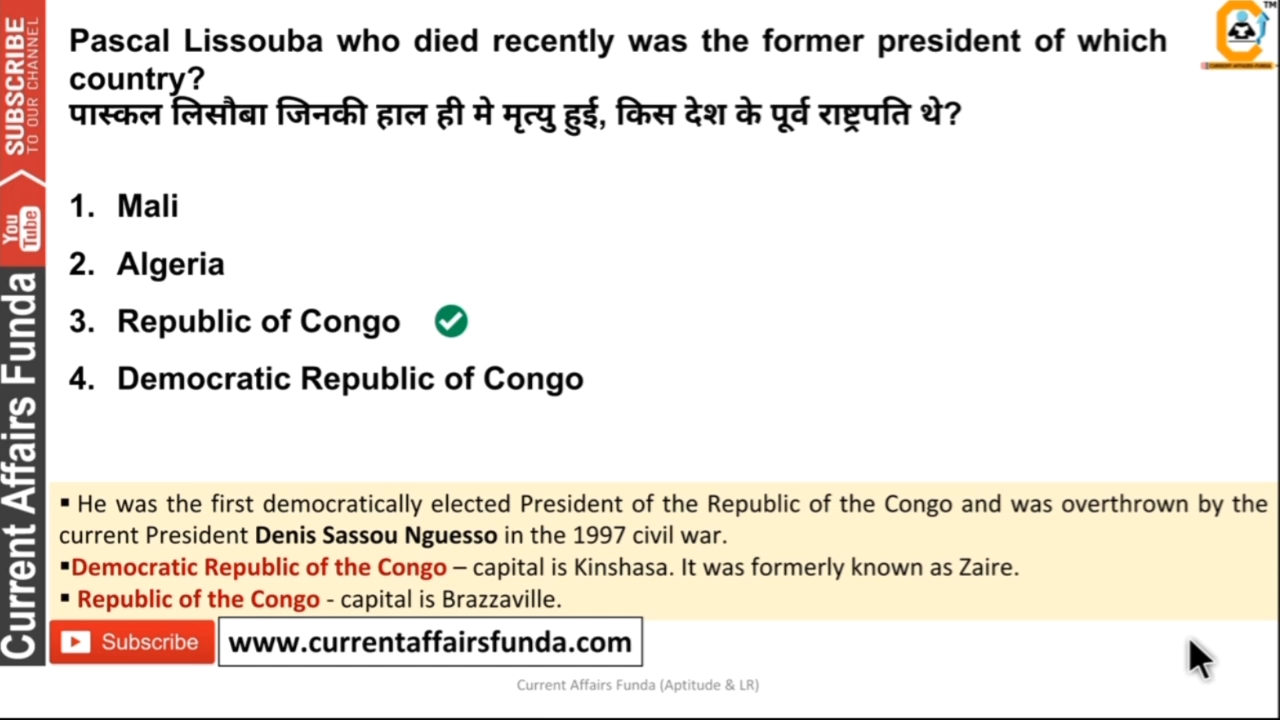 Pascal Lissouba who died recently was the former president of which
country?
पास्कल लिसौबा जिनकी हाल ही मे मृत्यु हुई, किस देश के पूर्व राष्ट्रपति थे?
1. Mali
2. Algeria
3. Republic of Congo
4. Democratic Republic of Congo
▪ He was the first democratically elected President of the Republic of the Congo and was overthrown by the
current President Denis Sassou Nguesso in the 1997 civil war.
▪Democratic Republic of the Congo – capital is Kinshasa. It was formerly known as Zaire.
▪ Republic of the Congo - capital is Brazzaville.
Subscribe
www.currentaffairsfunda.com
Current Affairs Funda (Aptitude & LR)
SUBSCRIBE
TO OUR CHANNEL
You
Tube
Current Affairs Funda
TM
CURRENT AFFAIRS FUNDA